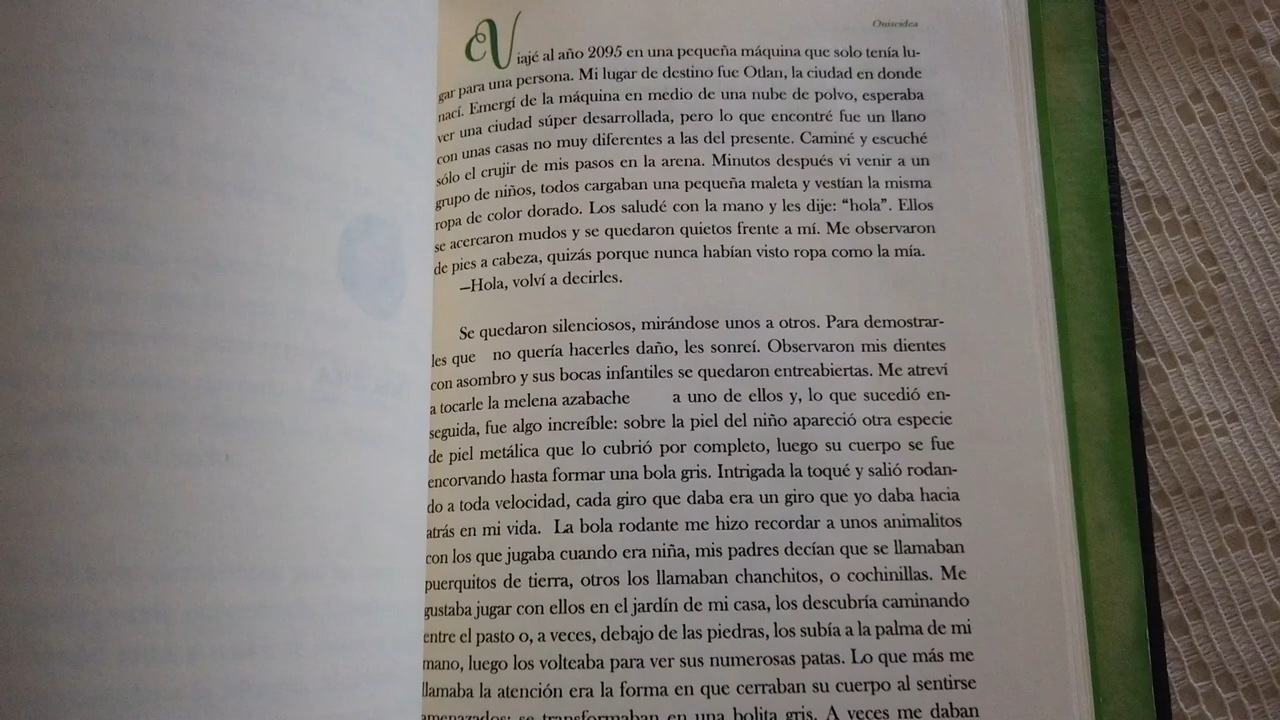 Oniscidea
Viajé al año 2095 en una pequeña máquina que solo tenía lu-
gar para una persona. Mi lugar de destino fue Otlan, la ciudad en donde
nací. Emergí de la máquina en medio de una nube de polvo, esperaba
ver una ciudad súper desarrollada, pero lo que encontré fue un llano
con unas casas no muy diferentes a las del presente. Caminé y escuché
sólo el crujir de mis pasos en la arena. Minutos después vi venir a un
grupo de niños, todos cargaban una pequeña maleta y vestían la misma
ropa de color dorado. Los saludé con la mano y les dije: “hola”. Ellos
se acercaron mudos y se quedaron quietos frente a mí. Me observaron
de pies a cabeza, quizás porque nunca habían visto ropa como la mía.
–Hola, volví a decirles.
Se quedaron silenciosos, mirándose unos a otros. Para demostrar-
les que no quería hacerles daño, les sonreí. Observaron mis dientes
con asombro y sus bocas infantiles se quedaron entreabiertas. Me atreví
a tocarle la melena azabache a uno de ellos y, lo que sucedió en-
seguida, fue algo increíble: sobre la piel del niño apareció otra especie
de piel metálica que lo cubrió por completo, luego su cuerpo se fue
encorvando hasta formar una bola gris. Intrigada la toqué y salió rodan-
do a toda velocidad, cada giro que daba era un giro que yo daba hacia
atrás en mi vida. La bola rodante me hizo recordar a unos animalitos
con los que jugaba cuando era niña, mis padres decían que se llamaban
puerquitos de tierra, otros los llamaban chanchitos, o cochinillas. Me
gustaba jugar con ellos en el jardín de mi casa, los descubría caminando
entre el pasto o, a veces, debajo de las piedras, los subía a la palma de mi
mano, luego los volteaba para ver sus numerosas patas. Lo que más me
llamaba la atención era la forma en que cerraban su cuerpo al sentirse
amenazados: se transformaban en una bolita gris. A veces me daban